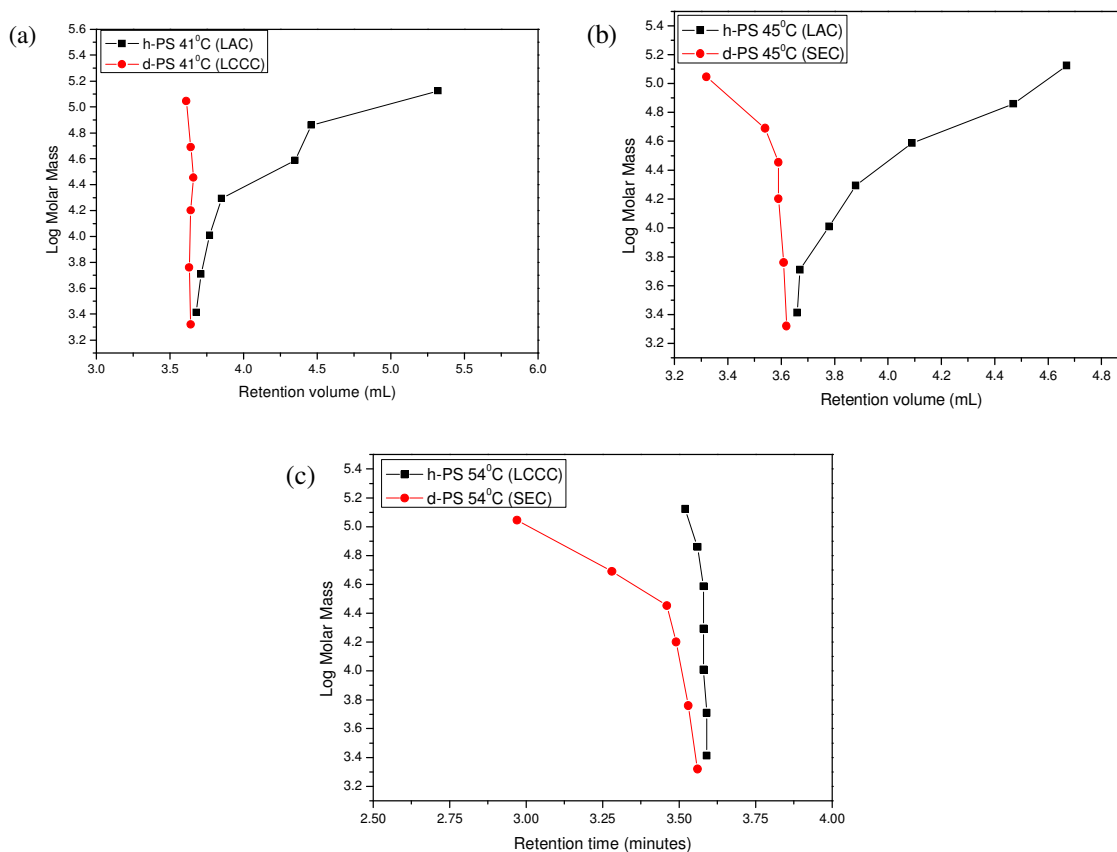 (a)
h-PS 41⁰C (LAC)
d-PS 41⁰C (LCCC)
5.6
5.4
5.2
5.0
4.8
4.6
4.4
4.2
4.0
3.8
3.6
3.4
3.2
Log Molar Mass
3.0 3.5 4.0 4.5 5.0 5.5 6.0
Retention volume (mL)
(b)
h-PS 45⁰C (LAC)
d-PS 45⁰C (SEC)
5.4
5.2
5.0
4.8
4.6
4.4
4.2
4.0
3.8
3.6
3.4
3.2
Log Molar Mass
3.2 3.4 3.6 3.8 4.0 4.2 4.4 4.6 4.8
Retention volume (mL)
(c)
h-PS 54⁰C (LCCC)
d-PS 54⁰C (SEC)
5.4
5.2
5.0
4.8
4.6
4.4
4.2
4.0
3.8
3.6
3.4
3.2
Log Molar Mass
2.50 2.75 3.00 3.25 3.50 3.75 4.00
Retention time (minutes)